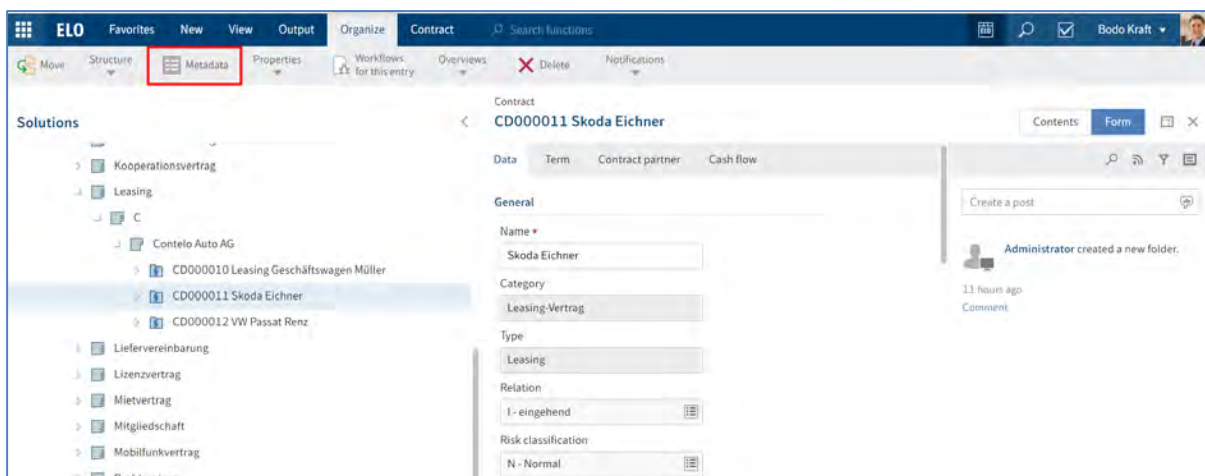 ELO Favorites New View Output Organize Contract Search functions Bodo Kraft
Move Structure Metadata Properties Workflows for this entry Overviews Delete Notifications
Solutions
Kooperationsvertrag
Leasing
C
Contelo Auto AG
CD000010 Leasing Geschäftswagen Müller
CD000011 Skoda Eichner
CD000012 VW Passat Renz
Liefervereinbarung
Lizenzvertrag
Mietvertrag
Mitgliedschaft
Mobilfunkvertrag
Contract
CD000011 Skoda Eichner
Contents Form
Data Term Contract partner Cash flow
General
Name
Skoda Eichner
Category
Leasing-Vertrag
Type
Leasing
Relation
I - eingehend
Risk classification
N - Normal
Create a post
Administrator created a new folder.
11 hours ago
Comment